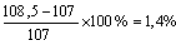 (108,5−107)/107 ×100% = 1,4%